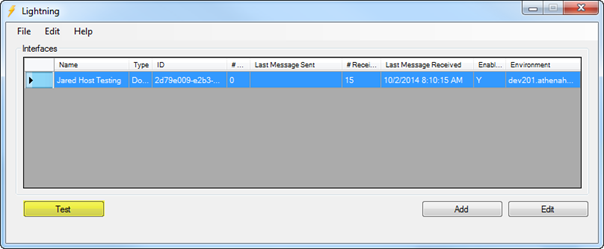 Lightning
File Edit Help
Interfaces
Name Type ID # ... Last Message Sent # Recei... Last Message Received Enabl... Environment
Jared Host Testing Do... 2d79e009-e2b3-... 0 15 10/2/2014 8:10:15 AM Y dev201.athenah...
Test Add Edit